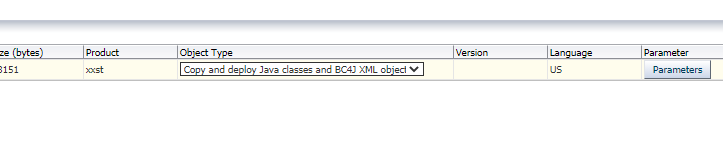 ze (bytes) Product Object Type Version Language Parameter
3151 xxst Copy and deploy Java classes and BC4J XML object US Parameters